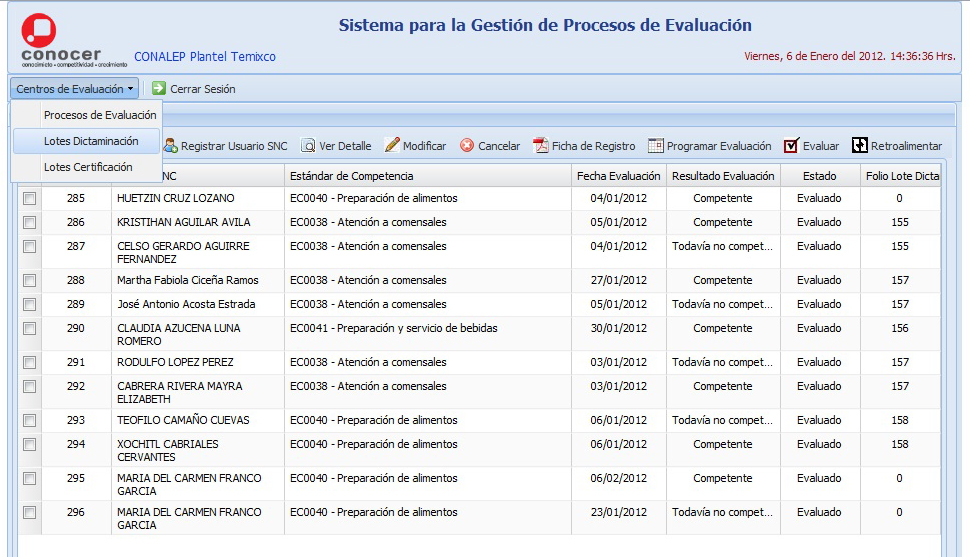 Sistema para la Gestión de Procesos de Evaluación
conocer
conocimiento • competitividad • crecimiento
CONALEP Plantel Temixco
Viernes, 6 de Enero del 2012. 14:36:36 Hrs.
Centros de Evaluación Cerrar Sesión
Procesos de Evaluación
Lotes Dictaminación
Lotes Certificación
Registrar Usuario SNC Ver Detalle Modificar Cancelar Ficha de Registro Programar Evaluación Evaluar Retroalimentar
NC Estándar de Competencia Fecha Evaluación Resultado Evaluación Estado Folio Lote Dicta
285 HUETZIN CRUZ LOZANO EC0040 - Preparación de alimentos 04/01/2012 Competente Evaluado 0
286 KRISTIHAN AGUILAR AVILA EC0038 - Atención a comensales 05/01/2012 Competente Evaluado 155
287 CELSO GERARDO AGUIRRE EC0038 - Atención a comensales 04/01/2012 Todavía no compet... Evaluado 155
FERNANDEZ
288 Martha Fabiola Ciceña Ramos EC0038 - Atención a comensales 27/01/2012 Competente Evaluado 157
289 José Antonio Acosta Estrada EC0038 - Atención a comensales 05/01/2012 Todavía no compet... Evaluado 157
290 CLAUDIA AZUCENA LUNA EC0041 - Preparación y servicio de bebidas 30/01/2012 Competente Evaluado 156
ROMERO
291 RODULFO LOPEZ PEREZ EC0038 - Atención a comensales 03/01/2012 Todavía no compet... Evaluado 157
292 CABRERA RIVERA MAYRA EC0038 - Atención a comensales 03/01/2012 Competente Evaluado 157
ELIZABETH
293 TEOFILO CAMAÑO CUEVAS EC0040 - Preparación de alimentos 06/01/2012 Todavía no compet... Evaluado 158
294 XOCHITL CABRIALES EC0040 - Preparación de alimentos 06/01/2012 Competente Evaluado 158
CERVANTES
295 MARIA DEL CARMEN FRANCO EC0040 - Preparación de alimentos 06/02/2012 Competente Evaluado 0
GARCIA
296 MARIA DEL CARMEN FRANCO EC0040 - Preparación de alimentos 23/01/2012 Todavía no compet... Evaluado 0
GARCIA